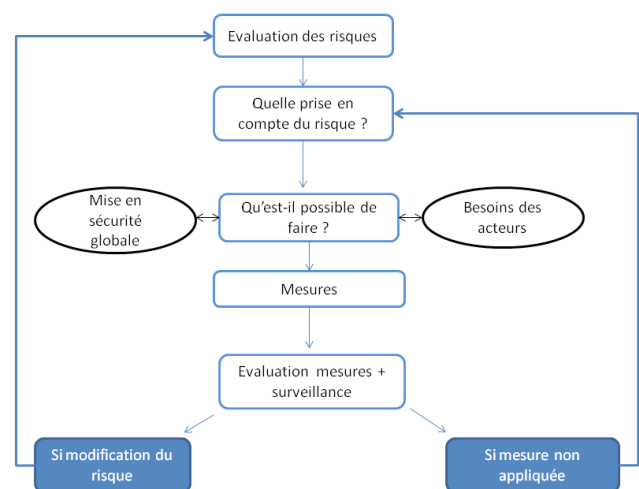 Evaluation des risques
Quelle prise en
compte du risque ?
Mise en
sécurité
globale
Qu'est-il possible de
faire ?
Besoins des
acteurs
Mesures
Evaluation mesures +
surveillance
Si modification du
risque
Si mesure non
appliquée